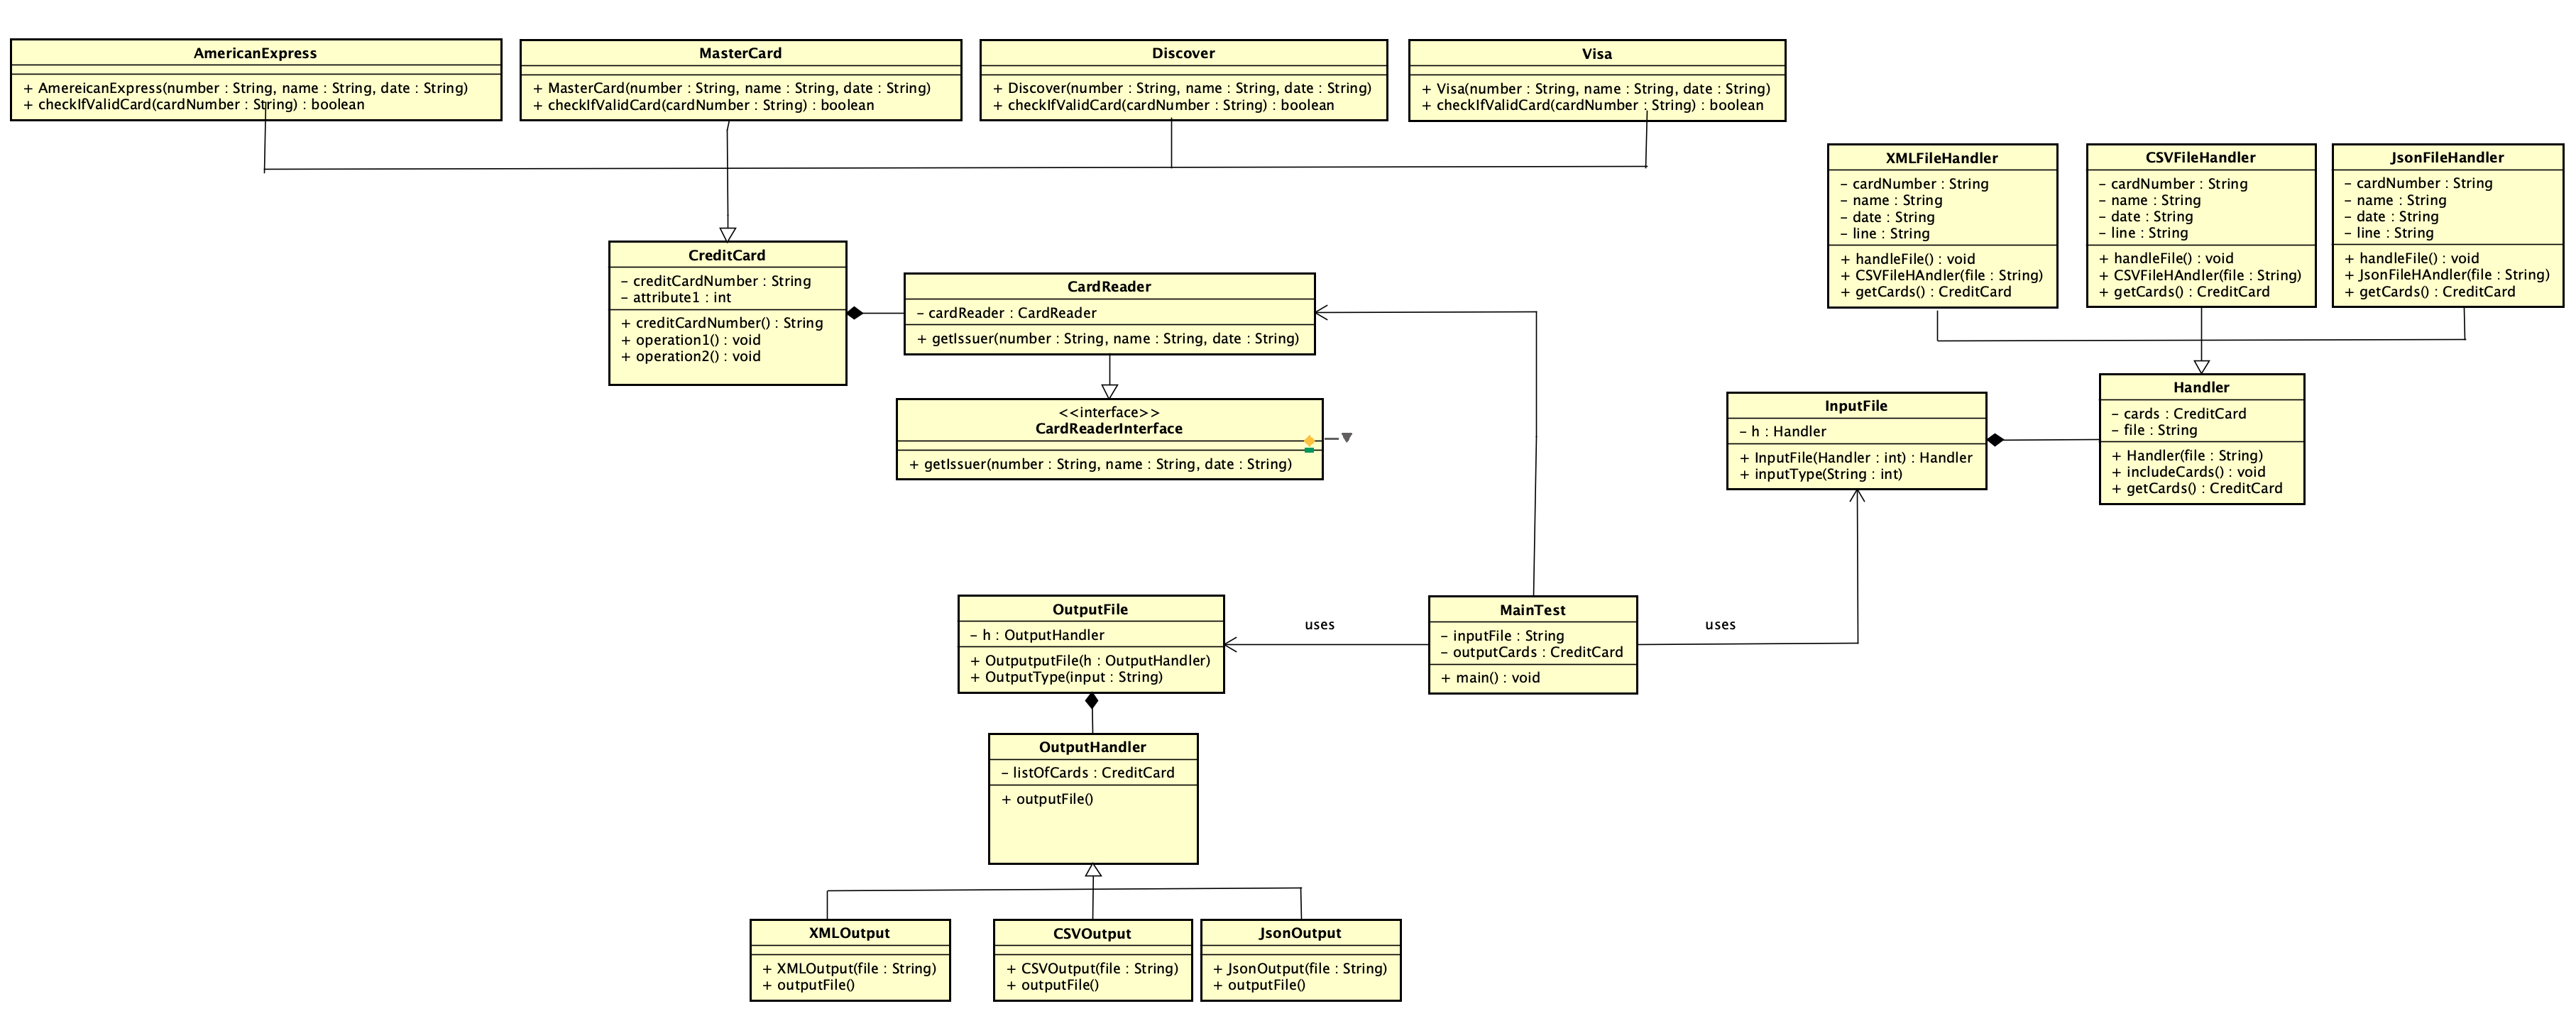 AmericanExpress
+ AmereicanExpress(number : String, name : String, date : String)
+ checkIfValidCard(cardNumber : String) : boolean
MasterCard
+ MasterCard(number : String, name : String, date : String)
+ checkIfValidCard(cardNumber : String) : boolean
Discover
+ Discover(number : String, name : String, date : String)
+ checkIfValidCard(cardNumber : String) : boolean
Visa
+ Visa(number : String, name : String, date : String)
+ checkIfValidCard(cardNumber : String) : boolean
XMLFileHandler
– cardNumber : String
– name : String
– date : String
– line : String
+ handleFile() : void
+ CSVFileHAndler(file : String)
+ getCards() : CreditCard
CSVFileHandler
– cardNumber : String
– name : String
– date : String
– line : String
+ handleFile() : void
+ CSVFileHAndler(file : String)
+ getCards() : CreditCard
JsonFileHandler
– cardNumber : String
– name : String
– date : String
– line : String
+ handleFile() : void
+ JsonFileHAndler(file : String)
+ getCards() : CreditCard
CreditCard
– creditCardNumber : String
– attribute1 : int
+ creditCardNumber() : String
+ operation1() : void
+ operation2() : void
CardReader
– cardReader : CardReader
+ getIssuer(number : String, name : String, date : String)
<<interface>>
CardReaderInterface
+ getIssuer(number : String, name : String, date : String)
InputFile
– h : Handler
+ InputFile(Handler : int) : Handler
+ inputType(String : int)
Handler
– cards : CreditCard
– file : String
+ Handler(file : String)
+ includeCards() : void
+ getCards() : CreditCard
OutputFile
– h : OutputHandler
+ OutputputFile(h : OutputHandler)
+ OutputType(input : String)
uses
MainTest
– inputFile : String
– outputCards : CreditCard
+ main() : void
uses
OutputHandler
– listOfCards : CreditCard
+ outputFile()
XMLOutput
+ XMLOutput(file : String)
+ outputFile()
CSVOutput
+ CSVOutput(file : String)
+ outputFile()
JsonOutput
+ JsonOutput(file : String)
+ outputFile()